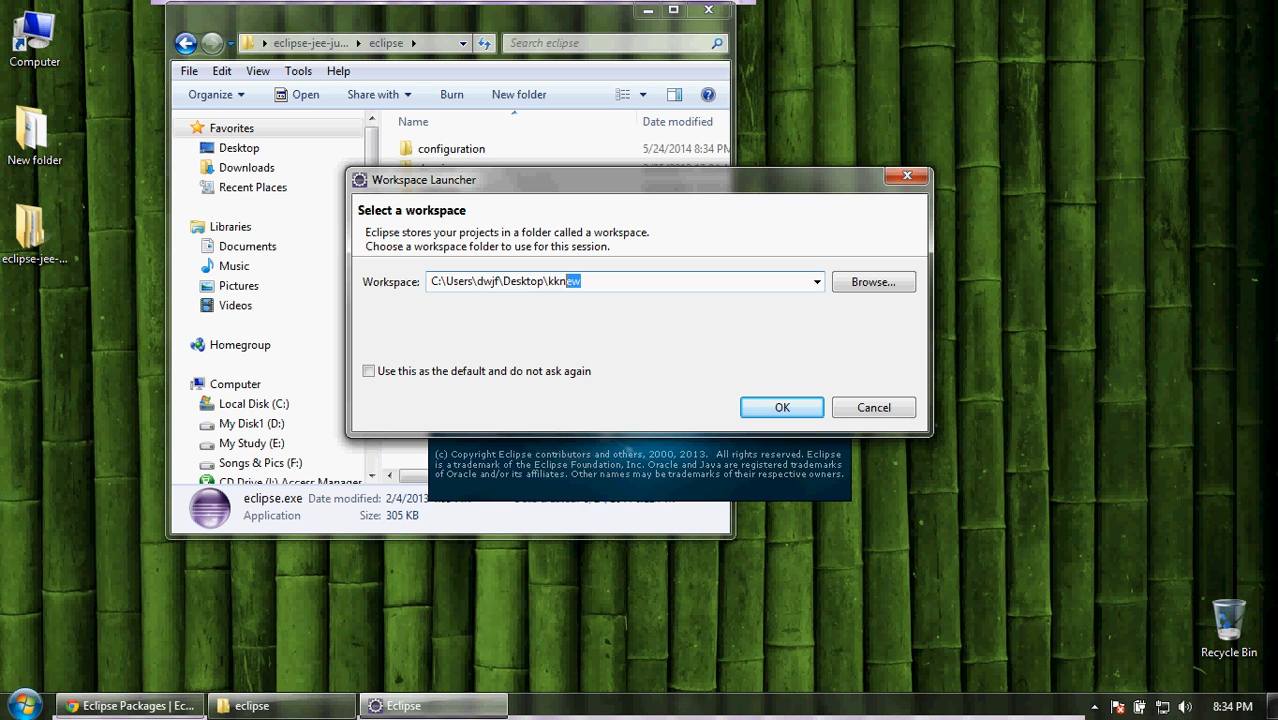 Computer
New folder
eclipse-jee-...
eclipse-jee-ju...
eclipse
Search eclipse
File
Edit
View
Tools
Help
Organize
Open
Share with
Burn
New folder
Name
Date modified
Favorites
Desktop
Downloads
Recent Places
Libraries
Documents
Music
Pictures
Videos
Homegroup
Computer
Local Disk (C:)
My Disk1 (D:)
My Study (E:)
Songs & Pics (F:)
CD Drive (I:) Access Manager
configuration
5/24/2014 8:34 PM
Workspace Launcher
Select a workspace
Eclipse stores your projects in a folder called a workspace.
Choose a workspace folder to use for this session.
Workspace:
C:\Users\dwjf\Desktop\kknew
Browse...
Use this as the default and do not ask again
OK
Cancel
(c) Copyright Eclipse contributors and others, 2000, 2013. All rights reserved. Eclipse
is a trademark of the Eclipse Foundation, Inc. Oracle and Java are registered trademarks
of Oracle and/or its affiliates. Other names may be trademarks of their respective owners.
eclipse.exe
Date modified: 2/4/2013
Application
Size: 305 KB
Recycle Bin
Eclipse Packages | Ec...
eclipse
Eclipse
8:34 PM